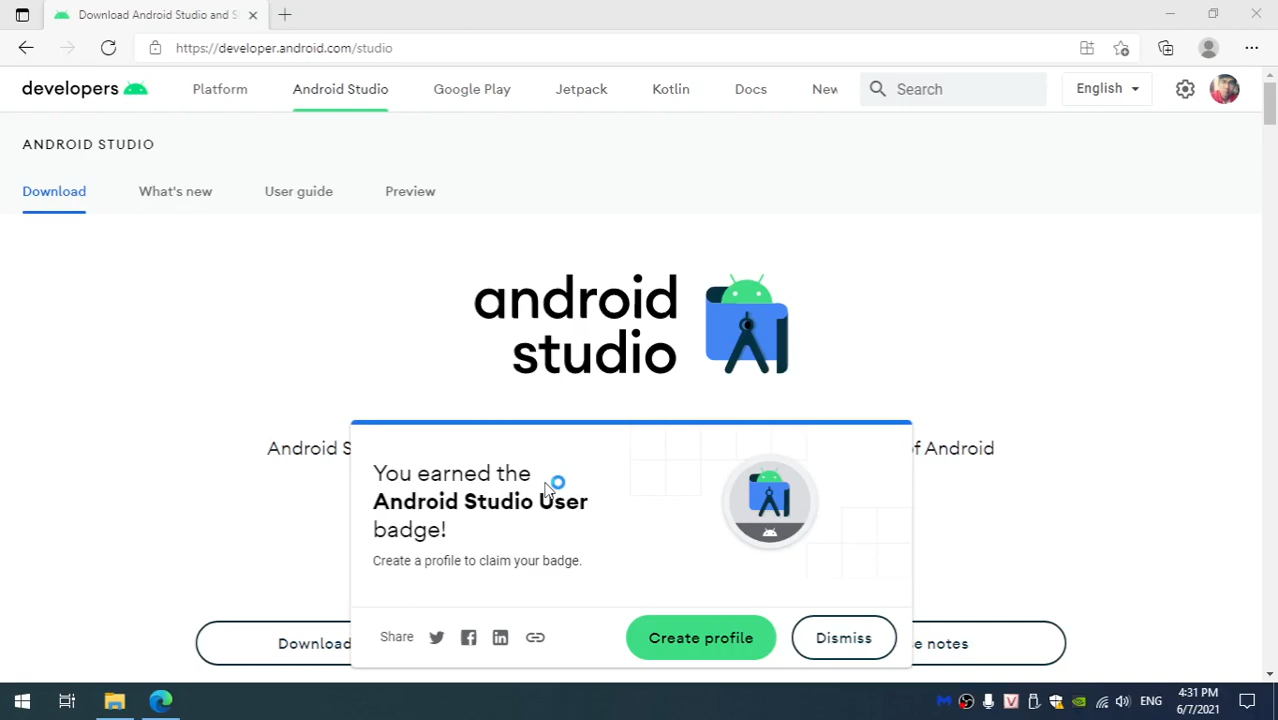 Download Android Studio and S
https://developer.android.com/studio
developers
Platform
Android Studio
Google Play
Jetpack
Kotlin
Docs
New
Search
English
ANDROID STUDIO
Download
What's new
User guide
Preview
android
studio
Android S
of Android
You earned the
Android Studio User
badge!
Create a profile to claim your badge.
Share
Create profile
Dismiss
Download
e notes
ENG
4:31 PM
6/7/2021